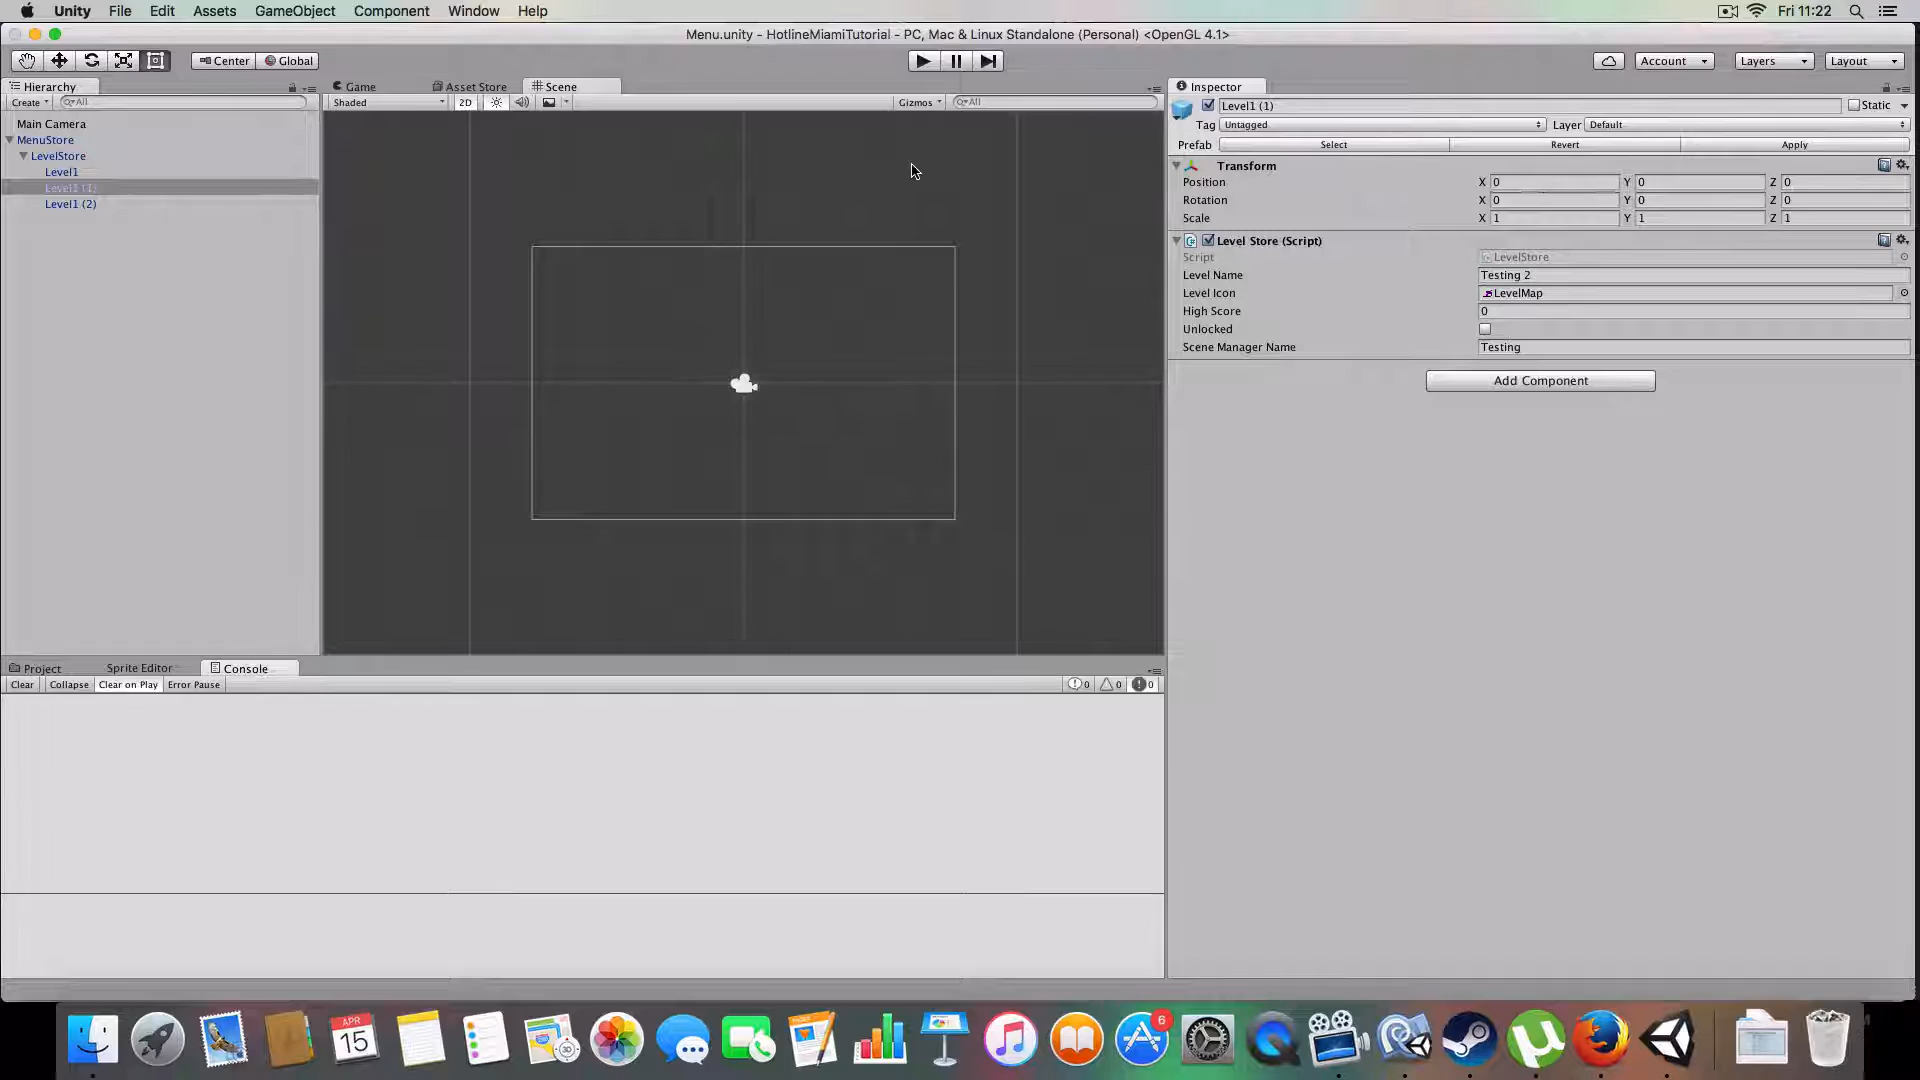 Unity File Edit Assets GameObject Component Window Help Fri 11:22
Menu.unity - HotlineMiamiTutorial - PC, Mac & Linux Standalone (Personal) <OpenGL 4.1>
Center Global Account Layers Layout
Hierarchy Game Asset Store Scene Inspector
Create All Shaded 2D Gizmos All
Level1 (1) Static
Tag Untagged Layer Default
Prefab Select Revert Apply
Main Camera
MenuStore
LevelStore
Level1
Level1 (1)
Level1 (2)
Transform
Position X 0 Y 0 Z 0
Rotation X 0 Y 0 Z 0
Scale X 1 Y 1 Z 1
Level Store (Script)
Script LevelStore
Level Name Testing 2
Level Icon LevelMap
High Score 0
Unlocked
Scene Manager Name Testing
Add Component
Project Sprite Editor Console
Clear Collapse Clear on Play Error Pause 0 0 0
APR
15
6